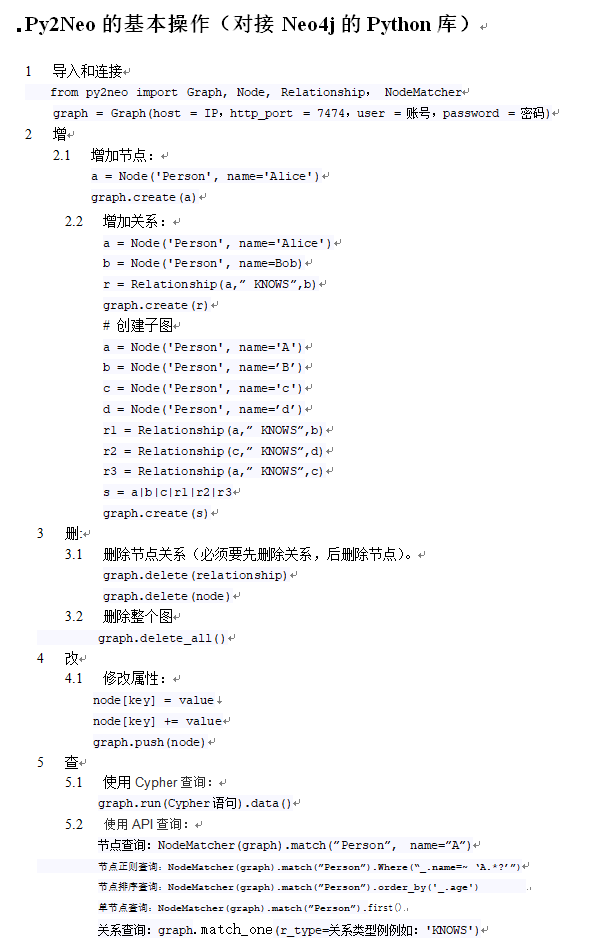 .Py2Neo 的基本操作（对接 Neo4j 的 Python 库）
1 导入和连接
from py2neo import Graph, Node, Relationship， NodeMatcher
graph = Graph(host = IP，http_port = 7474，user = 账号，password = 密码)
2 增
2.1 增加节点：
a = Node('Person', name='Alice')
graph.create(a)
2.2 增加关系：
a = Node('Person', name='Alice')
b = Node('Person', name=Bob)
r = Relationship(a,” KNOWS”,b)
graph.create(r)
# 创建子图
a = Node('Person', name='A')
b = Node('Person', name=’B’)
c = Node('Person', name='c')
d = Node('Person', name=’d’)
r1 = Relationship(a,” KNOWS”,b)
r2 = Relationship(c,” KNOWS”,d)
r3 = Relationship(a,” KNOWS”,c)
s = a|b|c|r1|r2|r3
graph.create(s)
3 删:
3.1 删除节点关系（必须要先删除关系，后删除节点）。
graph.delete(relationship)
graph.delete(node)
3.2 删除整个图
graph.delete_all()
4 改
4.1 修改属性：
node[key] = value
node[key] += value
graph.push(node)
5 查
5.1 使用 Cypher 查询：
graph.run(Cypher 语句).data()
5.2 使用 API 查询：
节点查询：NodeMatcher(graph).match(”Person”, name=”A”)
节点正则查询：NodeMatcher(graph).match(”Person”).Where(“_.name=~ ‘A.*?’”)
节点排序查询：NodeMatcher(graph).match(”Person”).order_by('_.age')
单节点查询：NodeMatcher(graph).match(”Person”).first()
关系查询：graph.match_one(r_type=关系类型例例如：'KNOWS')